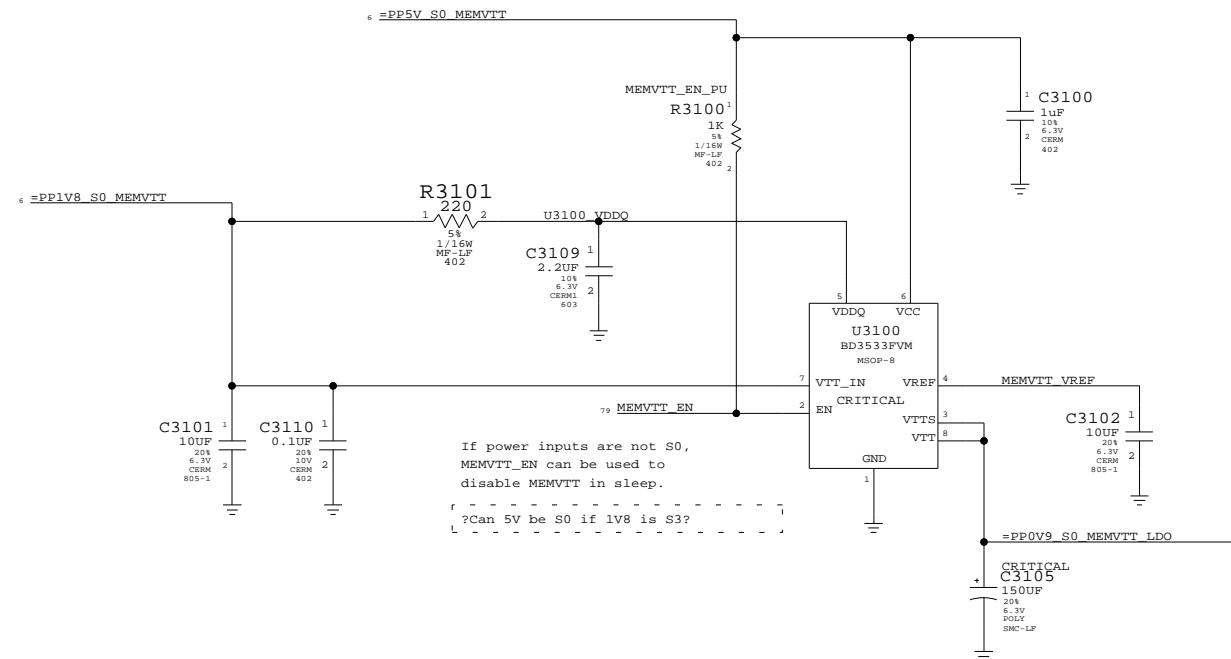 6 =PP5V_S0_MEMVTT
MEMVTT_EN_PU
R3100 1
1K
5%
1/16W
MF-LF
402
2
1 C3100
1uF
10%
6.3V
2 CERM
402
6 =PP1V8_S0_MEMVTT
R3101
1 220 2
5%
1/16W
MF-LF
402
U3100_VDDQ
C3109 1
2.2UF
10%
6.3V 2
CERM1
603
5 6
VDDQ VCC
U3100
BD3533FVM
MSOP-8
7 VTT_IN VREF 4
CRITICAL
2 EN
VTTS 3
VTT 8
GND
1
MEMVTT_VREF
79 MEMVTT_EN
C3101 1
10UF
20%
6.3V 2
CERM
805-1
C3110 1
0.1UF
20%
10V 2
CERM
402
C3102 1
10UF
20%
6.3V 2
CERM
805-1
If power inputs are not S0,
MEMVTT_EN can be used to
disable MEMVTT in sleep.
?Can 5V be S0 if 1V8 is S3?
=PP0V9_S0_MEMVTT_LDO
CRITICAL
+ C3105
150UF
20%
6.3V
POLY
SMC-LF